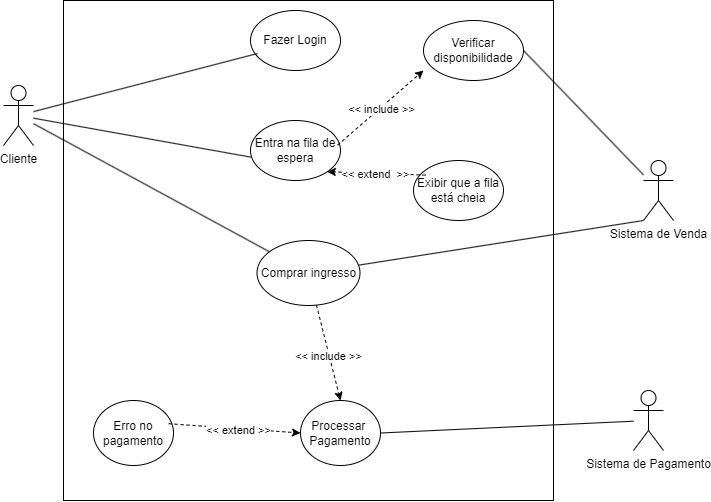 Fazer Login
Verificar
disponibilidade
<< include >>
Cliente
Entra na fila de
espera
<< extend >>
Exibir que a fila
está cheia
Sistema de Venda
Comprar ingresso
<< include >>
Erro no
pagamento
<< extend >>
Processar
Pagamento
Sistema de Pagamento